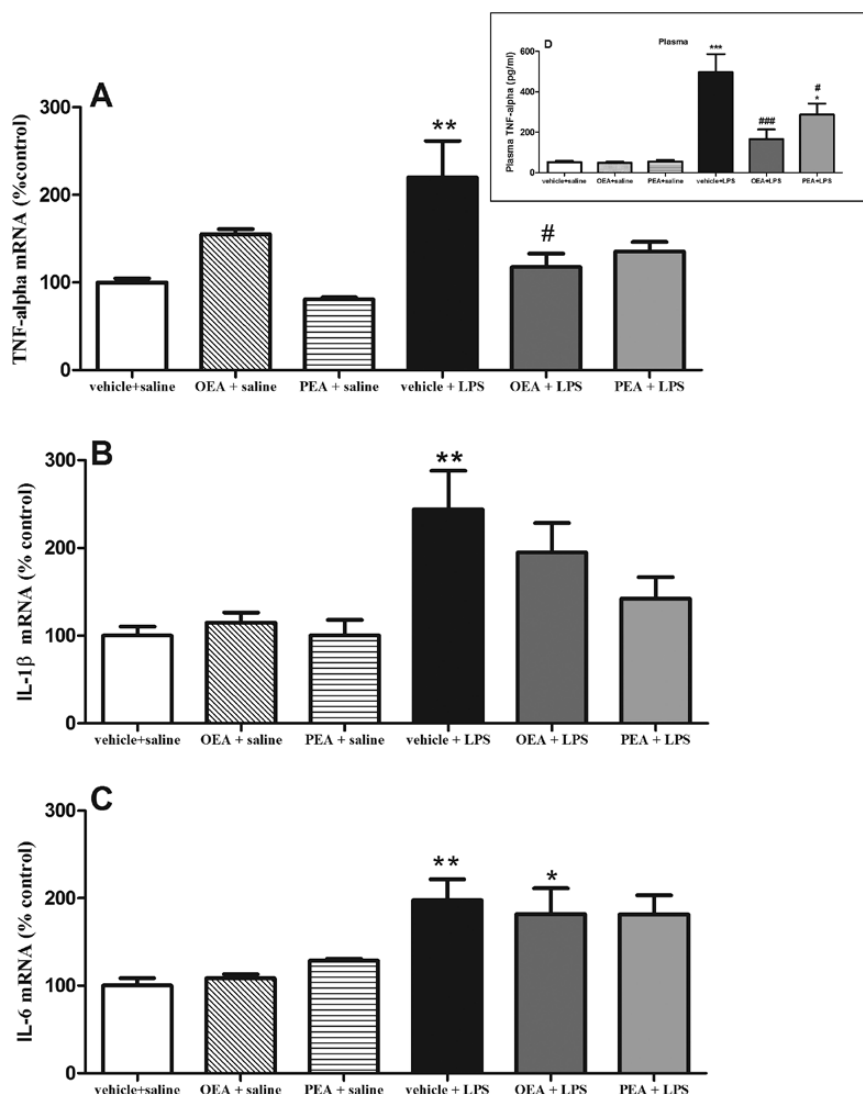 A
TNF-alpha mRNA (%control)
300
200
100
0
**
#
vehicle+saline OEA + saline PEA + saline vehicle + LPS OEA + LPS PEA + LPS
D
Plasma
Plasma TNF-alpha (pg/ml)
600
400
200
0
***
###
#
*
vehicle+saline OEA+saline PEA+saline vehicle+LPS OEA+LPS PEA+LPS
B
IL-1β mRNA (% control)
300
200
100
0
**
vehicle+saline OEA + saline PEA + saline vehicle + LPS OEA + LPS PEA + LPS
C
IL-6 mRNA (% control)
300
200
100
0
**
*
vehicle+saline OEA + saline PEA + saline vehicle + LPS OEA + LPS PEA + LPS